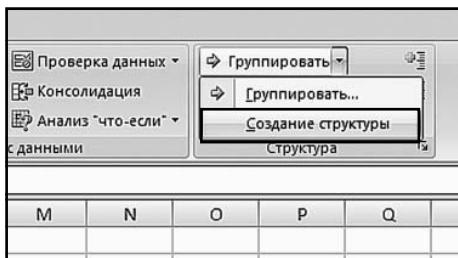 Проверка данных
Группировать
Консолидация
Группировать...
Анализ "что-если"
Создание структуры
с данными
Структура
M N O P Q